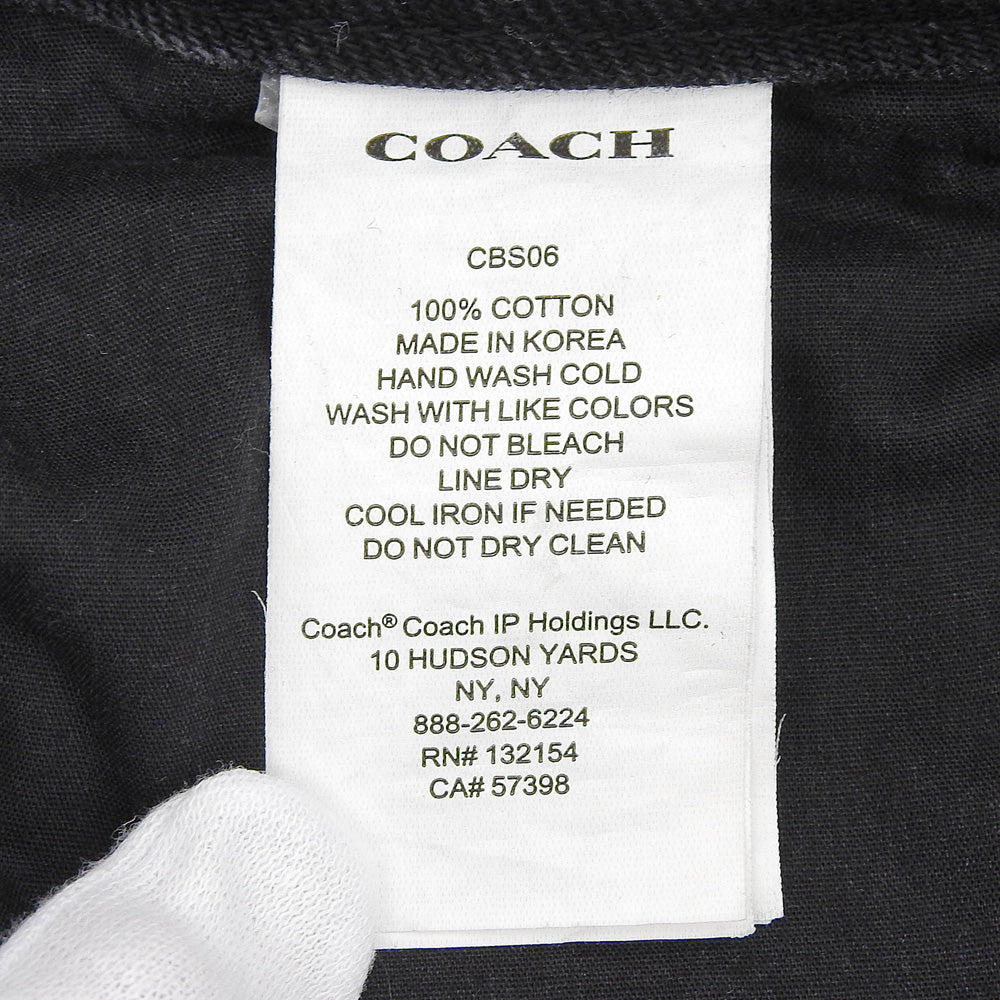 COACH
CBS06
100% COTTON
MADE IN KOREA
HAND WASH COLD
WASH WITH LIKE COLORS
DO NOT BLEACH
LINE DRY
COOL IRON IF NEEDED
DO NOT DRY CLEAN
Coach® Coach IP Holdings LLC.
10 HUDSON YARDS
NY, NY
888-262-6224
RN# 132154
CA# 57398